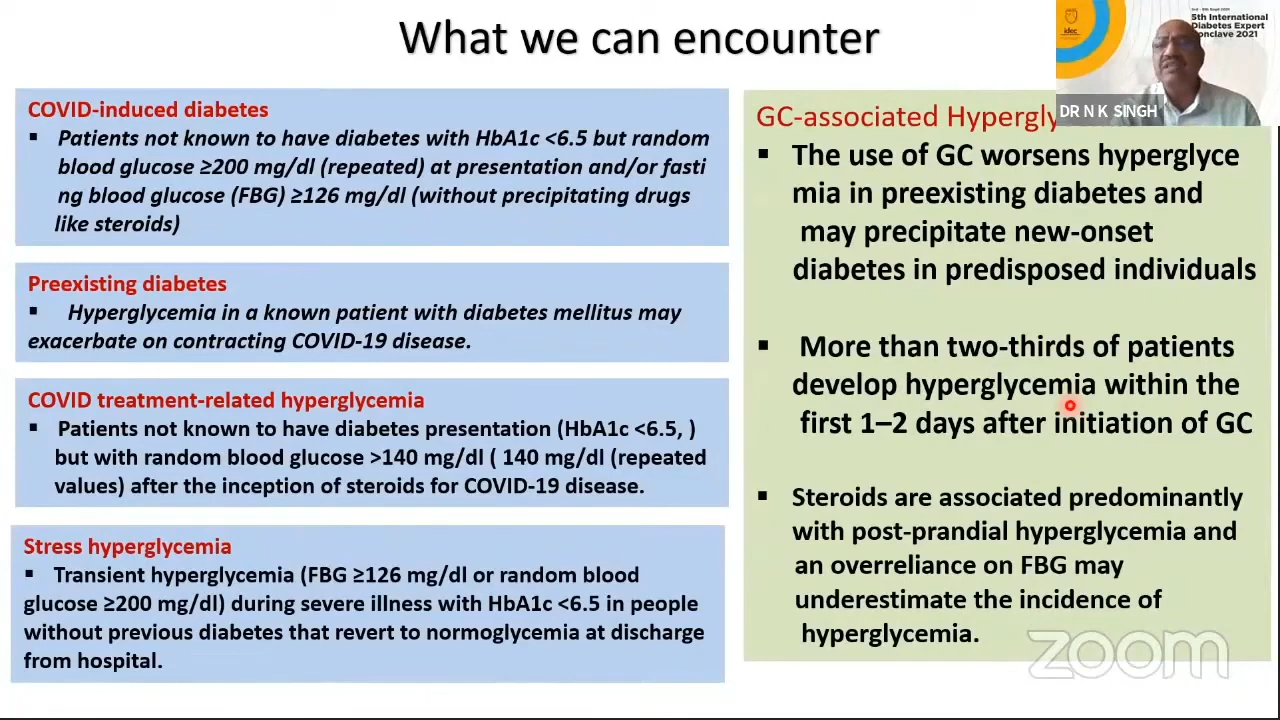 What we can encounter
COVID-induced diabetes
▪ Patients not known to have diabetes with HbA1c <6.5 but random
blood glucose ≥200 mg/dl (repeated) at presentation and/or fasti
ng blood glucose (FBG) ≥126 mg/dl (without precipitating drugs
like steroids)
Preexisting diabetes
▪ Hyperglycemia in a known patient with diabetes mellitus may
exacerbate on contracting COVID-19 disease.
COVID treatment-related hyperglycemia
▪ Patients not known to have diabetes presentation (HbA1c <6.5, )
but with random blood glucose >140 mg/dl ( 140 mg/dl (repeated
values) after the inception of steroids for COVID-19 disease.
Stress hyperglycemia
▪ Transient hyperglycemia (FBG ≥126 mg/dl or random blood
glucose ≥200 mg/dl) during severe illness with HbA1c <6.5 in people
without previous diabetes that revert to normoglycemia at discharge
from hospital.
GC-associated Hypergly
▪ The use of GC worsens hyperglyce
mia in preexisting diabetes and
may precipitate new-onset
diabetes in predisposed individuals
▪ More than two-thirds of patients
develop hyperglycemia within the
first 1–2 days after initiation of GC
▪ Steroids are associated predominantly
with post-prandial hyperglycemia and
an overreliance on FBG may
underestimate the incidence of
hyperglycemia.
idec
5th International
Diabetes Expert
onclave 2021
DR N K SINGH
zoom